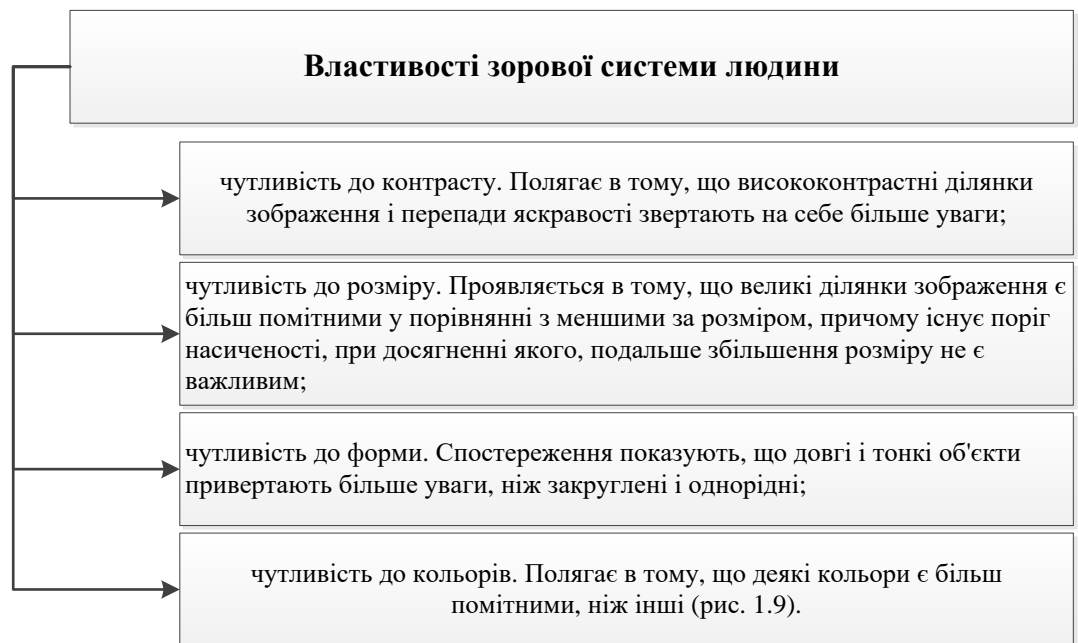 Властивості зорової системи людини
чутливість до контрасту. Полягає в тому, що висококонтрастні ділянки
зображення і перепади яскравості звертають на себе більше уваги;
чутливість до розміру. Проявляється в тому, що великі ділянки зображення є
більш помітними у порівнянні з меншими за розміром, причому існує поріг
насиченості, при досягненні якого, подальше збільшення розміру не є
важливим;
чутливість до форми. Спостереження показують, що довгі і тонкі об'єкти
привертають більше уваги, ніж закруглені і однорідні;
чутливість до кольорів. Полягає в тому, що деякі кольори є більш
помітними, ніж інші (рис. 1.9).